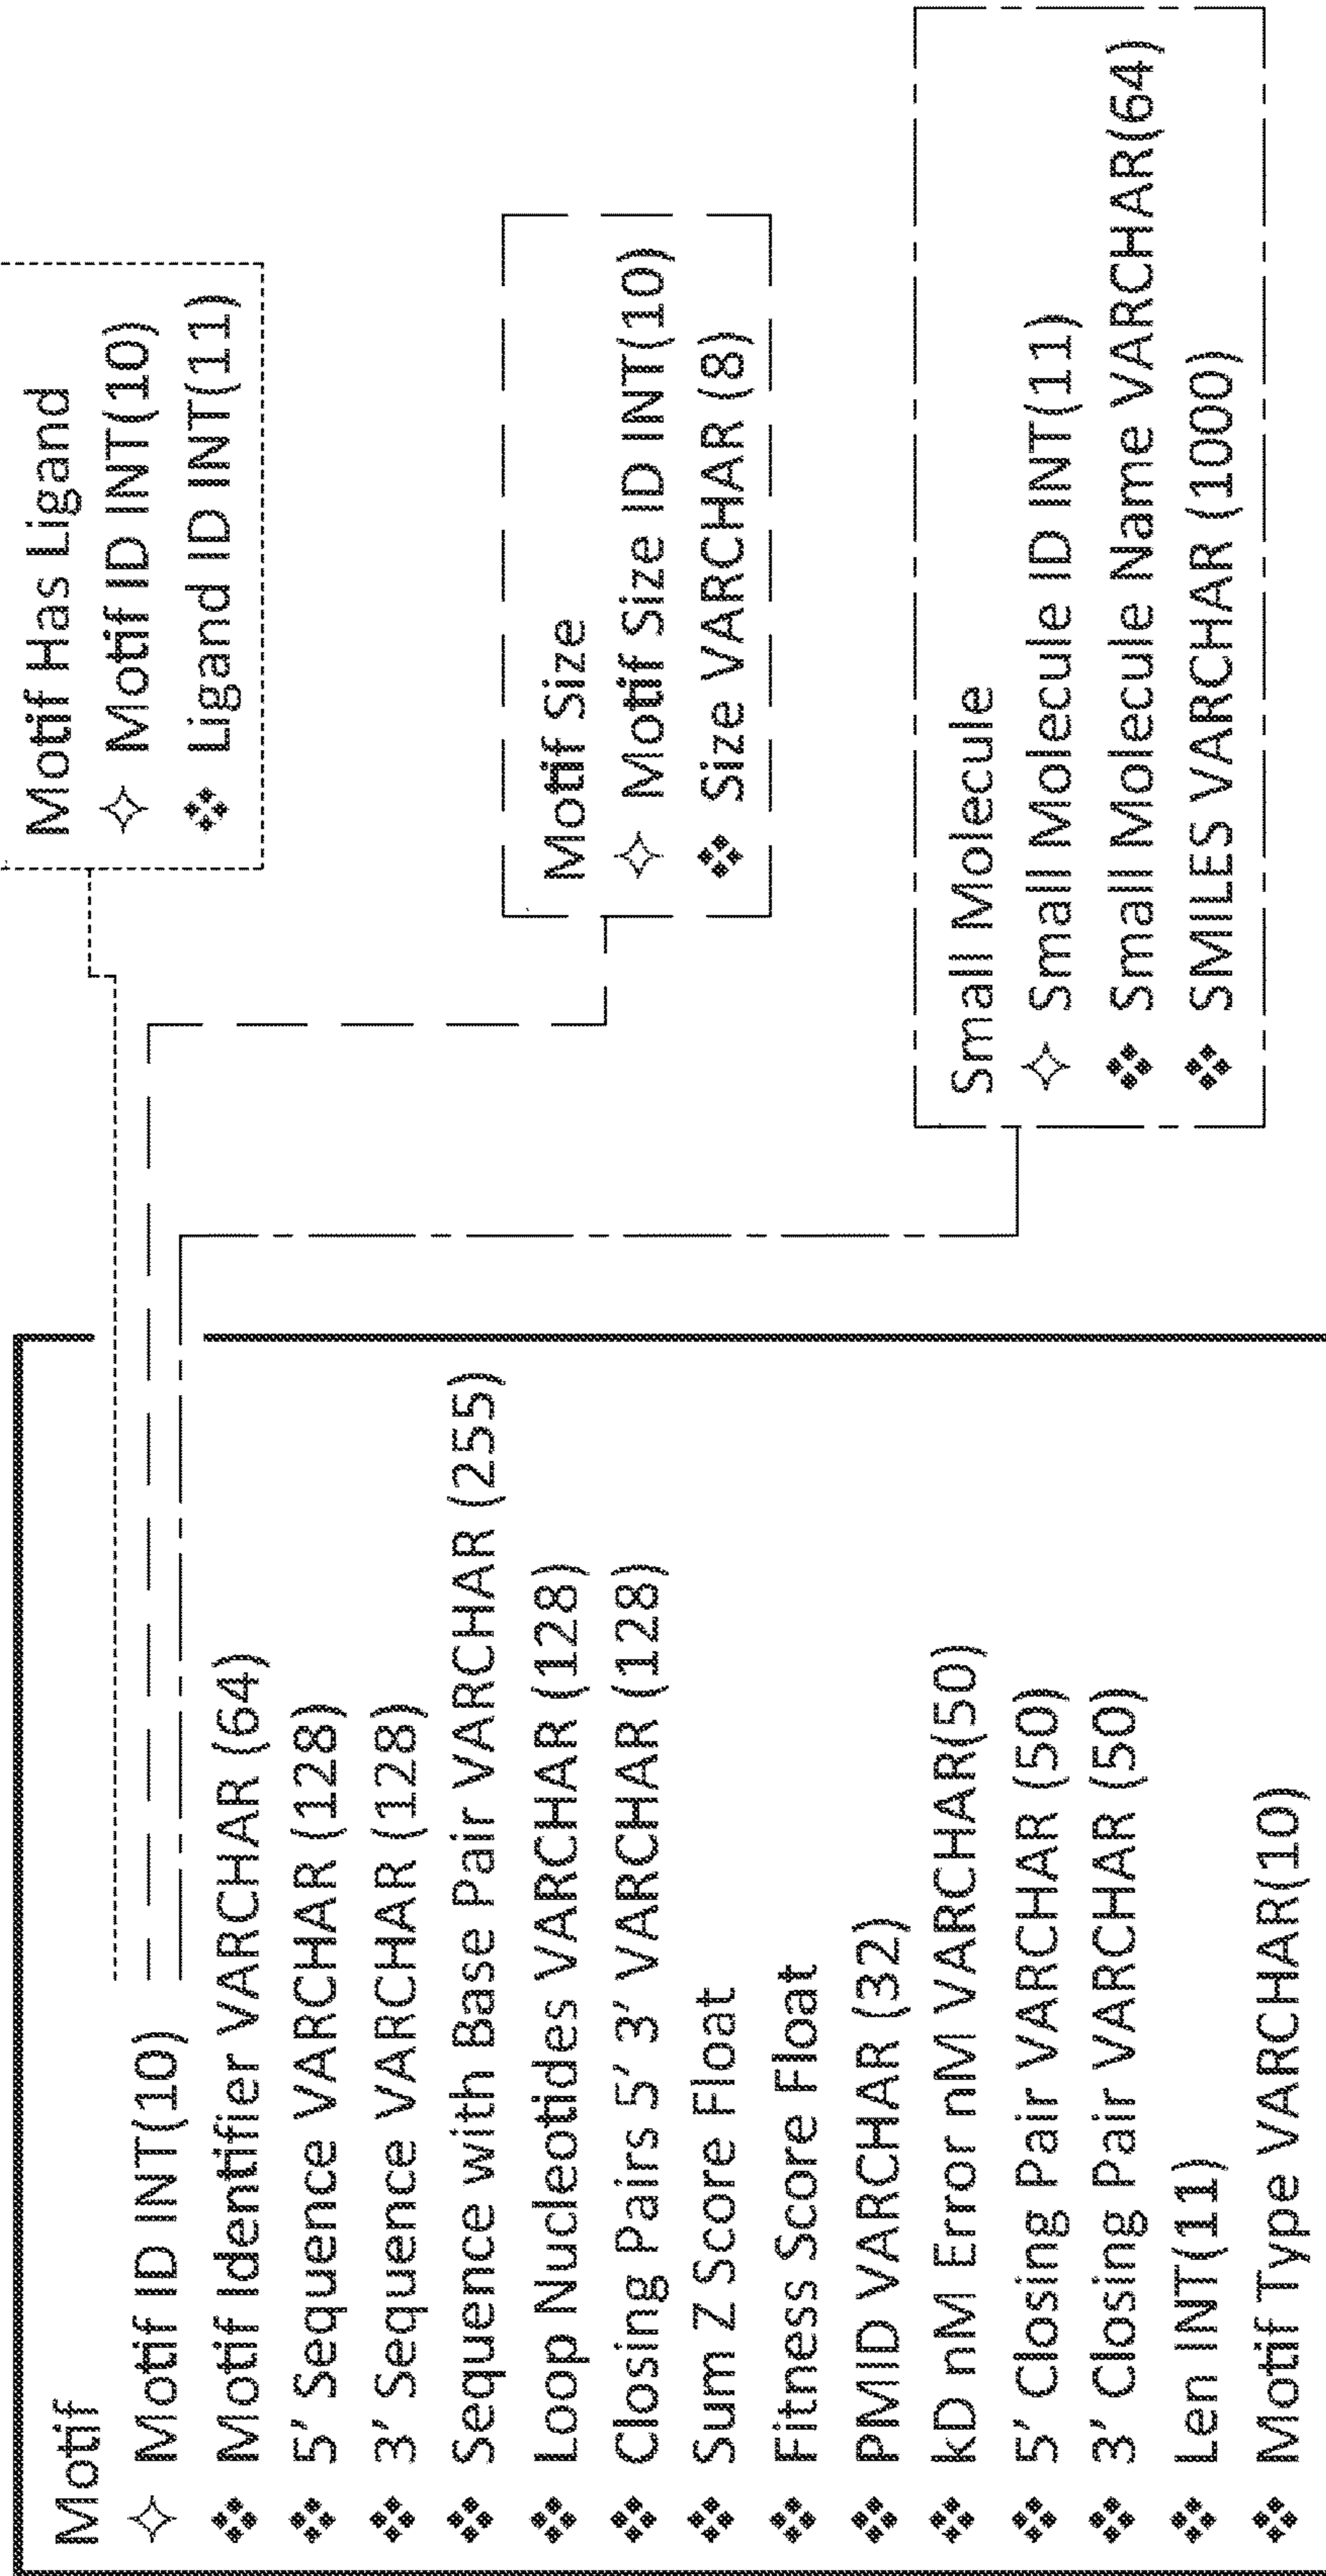 Motif
Motif ID INT(10)
Motif Identifier VARCHAR (64)
5′ Sequence VARCHAR (128)
3′ Sequence VARCHAR (128)
Sequence with Base Pair VARCHAR (255)
Loop Nucleotides VARCHAR (128)
Closing Pairs 5′ 3′ VARCHAR (128)
Sum Z Score Float
Fitness Score Float
PMID VARCHAR (32)
kD nM Error nM VARCHAR(50)
5′ Closing Pair VARCHAR (50)
3′ Closing Pair VARCHAR (50)
Len INT(11)
Motif Type VARCHAR(10)
Motif Has Ligand
Motif ID INT(10)
Ligand ID INT(11)
Motif Size
Motif Size ID INT(10)
Size VARCHAR (8)
Small Molecule
Small Molecule ID INT(11)
Small Molecule Name VARCHAR(64)
SMILES VARCHAR (1000)